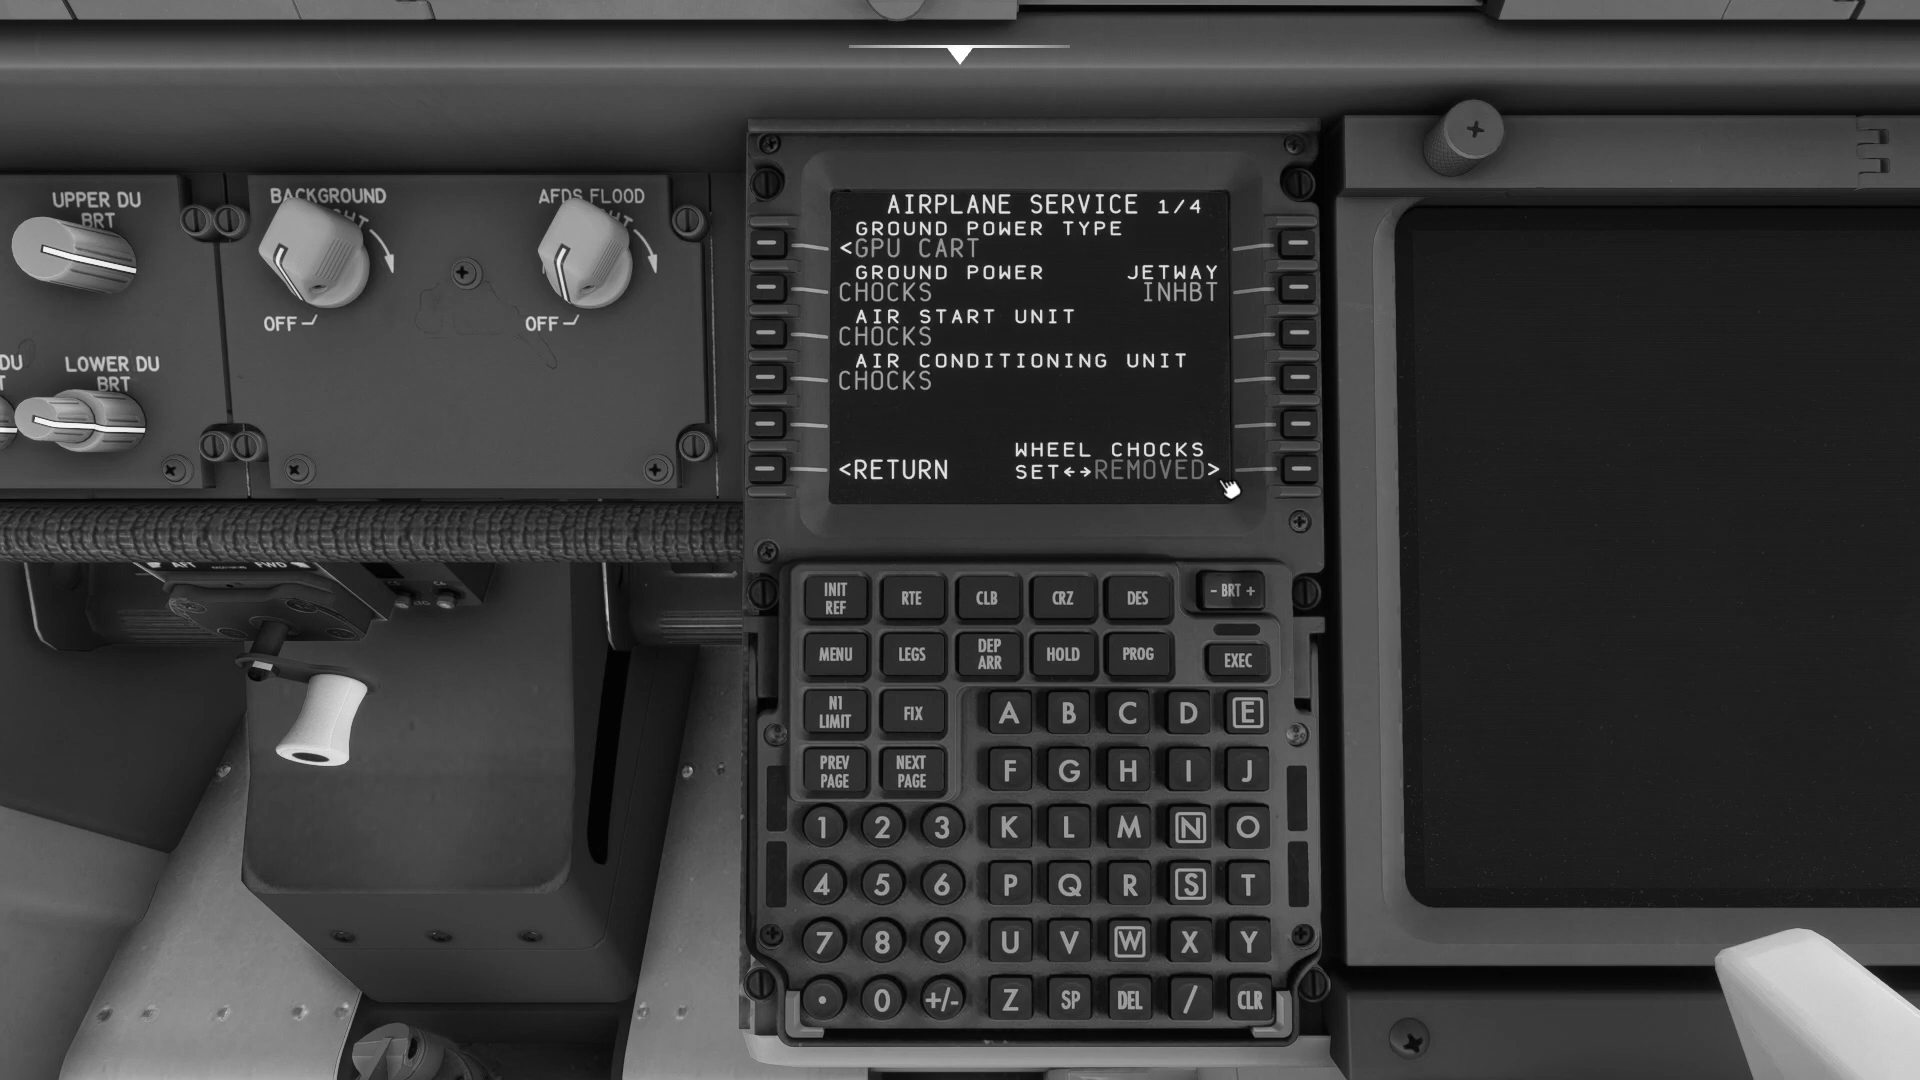 UPPER DU
BRT
BACKGROUND
AFDS FLOOD
OFF
OFF
DU
LOWER DU
BRT
AFT
FWD
AIRPLANE SERVICE 1/4
GROUND POWER TYPE
<GPU CART
GROUND POWER JETWAY
CHOCKS INHBT
AIR START UNIT
CHOCKS
AIR CONDITIONING UNIT
CHOCKS
WHEEL CHOCKS
<RETURN SET←→REMOVED>
INIT REF
RTE
CLB
CRZ
DES
- BRT +
MENU
LEGS
DEP ARR
HOLD
PROG
EXEC
N1 LIMIT
FIX
A B C D E
PREV PAGE
NEXT PAGE
F G H I J
1 2 3 K L M N O
4 5 6 P Q R S T
7 8 9 U V W X Y
. 0 +/- Z SP DEL / CLR